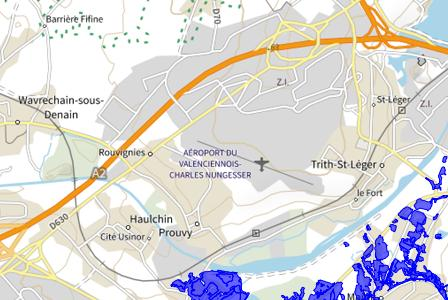 Barrière Fifine
D70
63
Z.I.
Wavrechain-sous-
Denain
St-Léger
Z.I.
Rouvignies
AÉROPORT DU
VALENCIENNOIS-
CHARLES NUNGESSER
Trith-St-Léger
A2
le Fort
D630
Haulchin
Prouvy
Cité Usinor